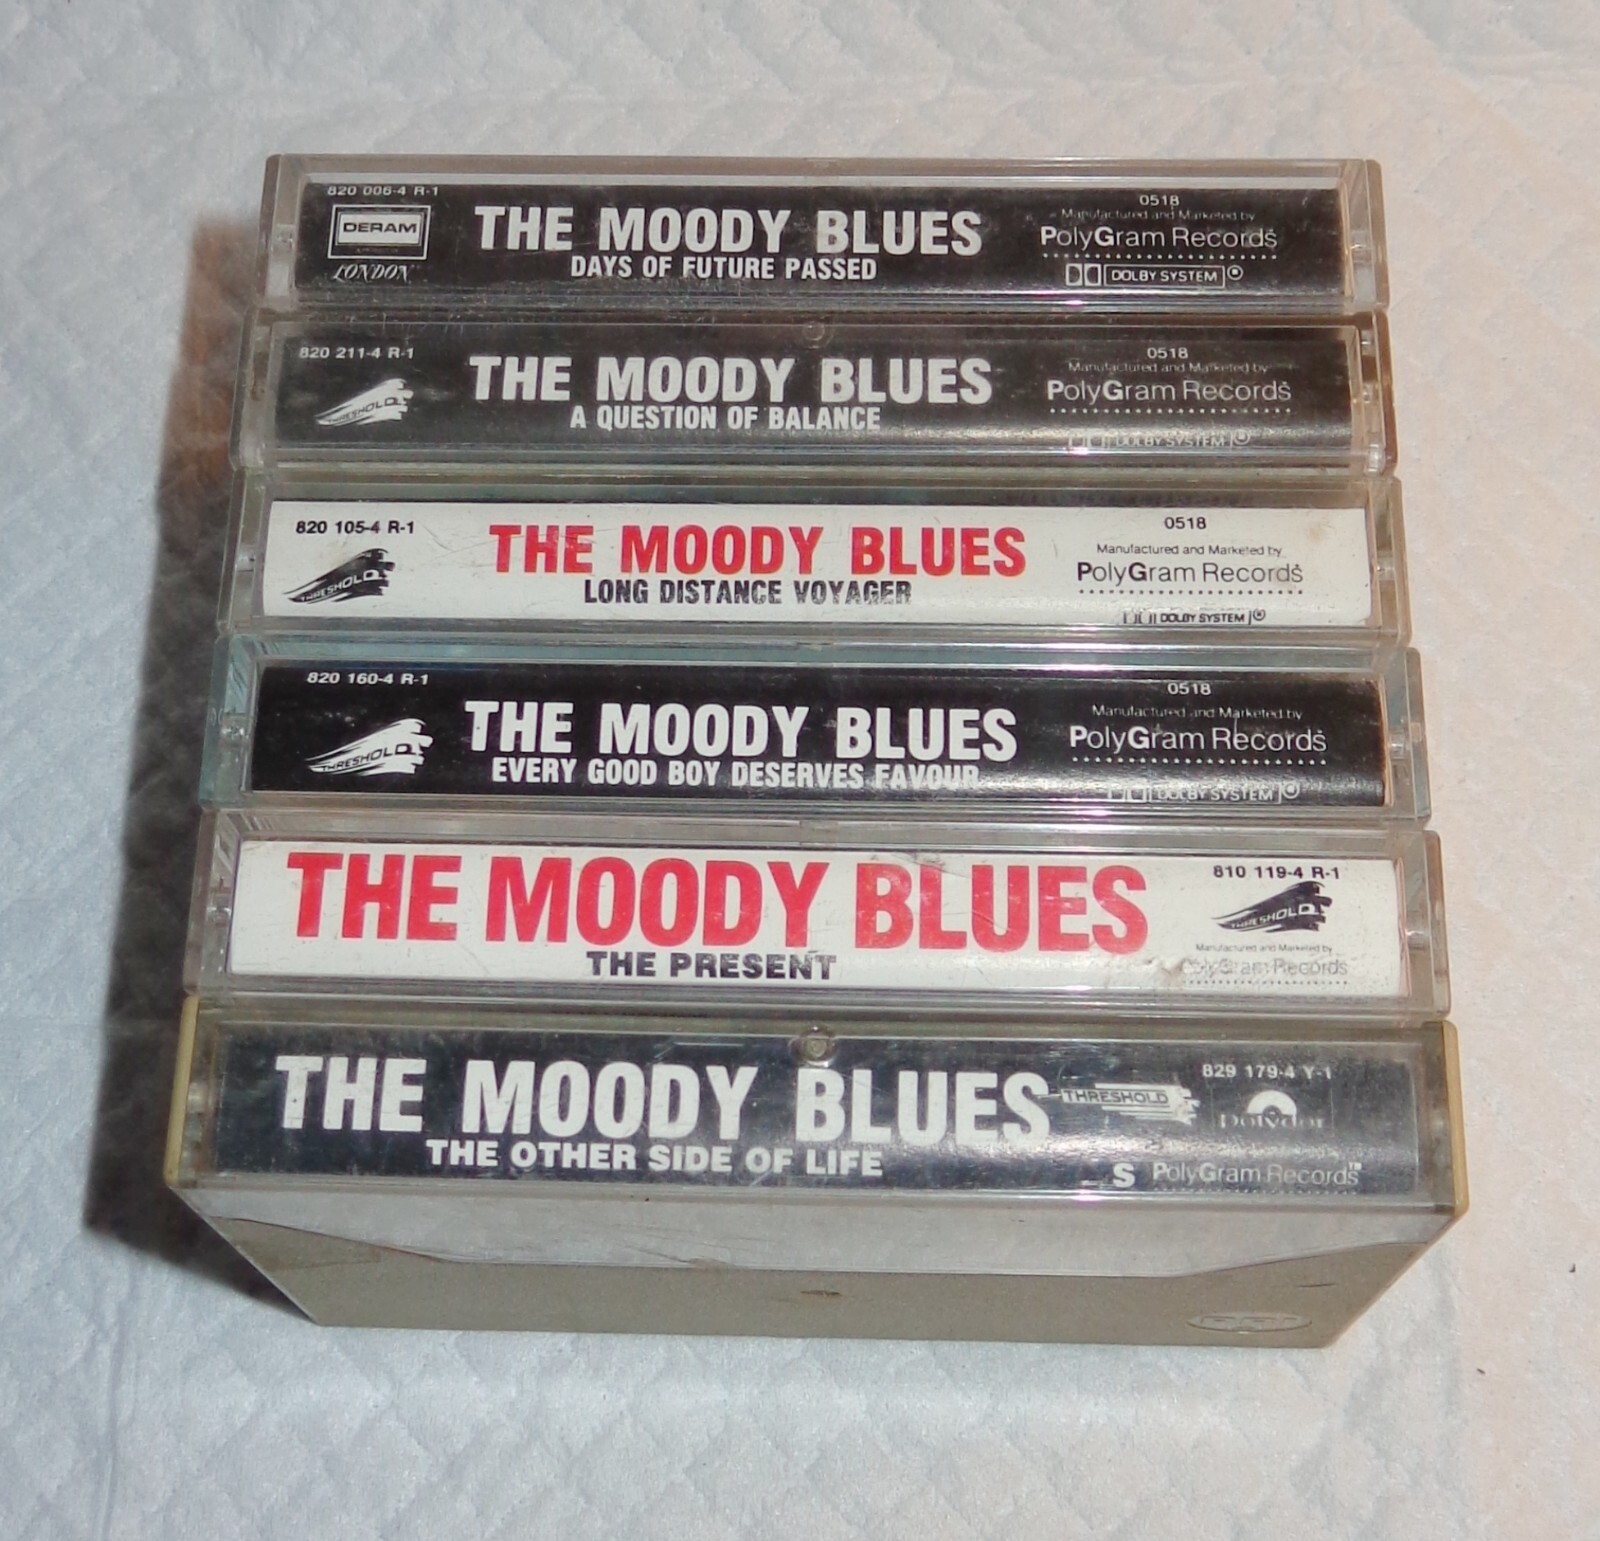 820 006-4 R-1
DERAM
LONDON
THE MOODY BLUES
DAYS OF FUTURE PASSED
0518
Manufactured and Marketed by
PolyGram Records
DOLBY SYSTEM ®
820 211-4 R-1
THRESHOLD
THE MOODY BLUES
A QUESTION OF BALANCE
0518
Manufactured and Marketed by
PolyGram Records
DOLBY SYSTEM ®
820 105-4 R-1
THRESHOLD
THE MOODY BLUES
LONG DISTANCE VOYAGER
0518
Manufactured and Marketed by
PolyGram Records
DOLBY SYSTEM ®
820 160-4 R-1
THRESHOLD
THE MOODY BLUES
EVERY GOOD BOY DESERVES FAVOUR
0518
Manufactured and Marketed by
PolyGram Records
DOLBY SYSTEM ®
THE MOODY BLUES
THE PRESENT
810 119-4 R-1
THRESHOLD
Manufactured and Marketed by
PolyGram Records
THE MOODY BLUES
THE OTHER SIDE OF LIFE
THRESHOLD
829 179-4 Y-1
polydor
Manufactured and Marketed by
S PolyGram Records